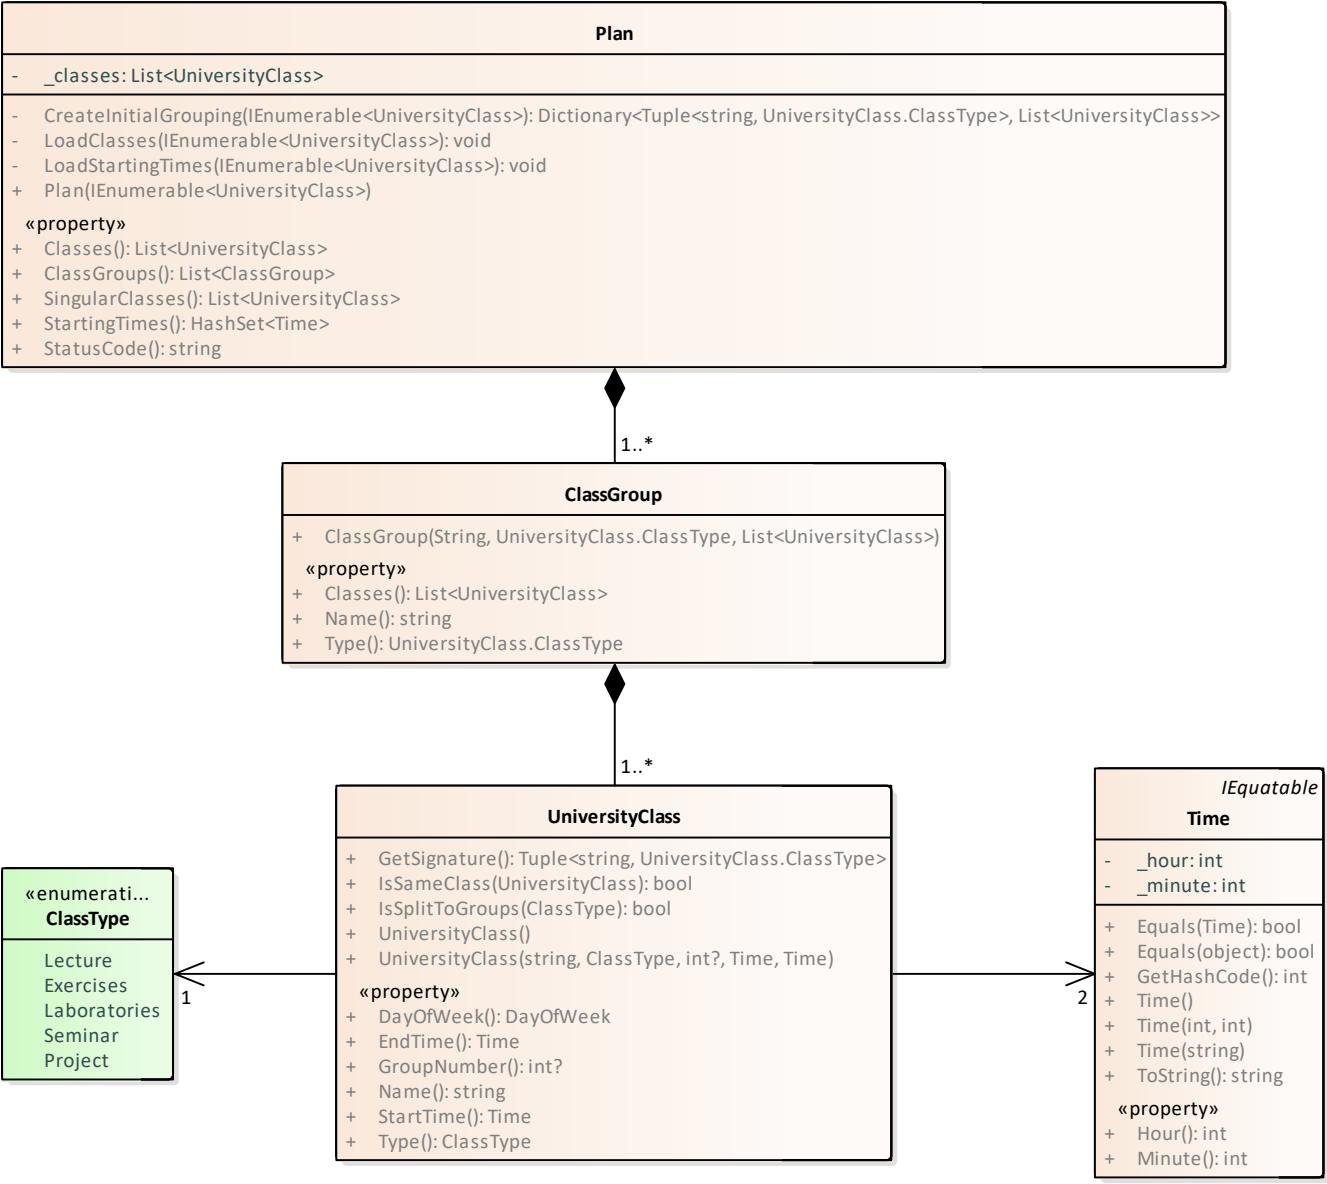 Plan
- _classes: List<UniversityClass>
- CreateInitialGrouping(IEnumerable<UniversityClass>): Dictionary<Tuple<string, UniversityClass.ClassType>, List<UniversityClass>>
- LoadClasses(IEnumerable<UniversityClass>): void
- LoadStartingTimes(IEnumerable<UniversityClass>): void
+ Plan(IEnumerable<UniversityClass>)
«property»
+ Classes(): List<UniversityClass>
+ ClassGroups(): List<ClassGroup>
+ SingularClasses(): List<UniversityClass>
+ StartingTimes(): HashSet<Time>
+ StatusCode(): string
1..*
ClassGroup
+ ClassGroup(String, UniversityClass.ClassType, List<UniversityClass>)
«property»
+ Classes(): List<UniversityClass>
+ Name(): string
+ Type(): UniversityClass.ClassType
1..*
UniversityClass
+ GetSignature(): Tuple<string, UniversityClass.ClassType>
+ IsSameClass(UniversityClass): bool
+ IsSplitToGroups(ClassType): bool
+ UniversityClass()
+ UniversityClass(string, ClassType, int?, Time, Time)
«property»
+ DayOfWeek(): DayOfWeek
+ EndTime(): Time
+ GroupNumber(): int?
+ Name(): string
+ StartTime(): Time
+ Type(): ClassType
«enumerati...
ClassType
Lecture
Exercises
Laboratories
Seminar
Project
1
2
IEquatable
Time
- _hour: int
- _minute: int
+ Equals(Time): bool
+ Equals(object): bool
+ GetHashCode(): int
+ Time()
+ Time(int, int)
+ Time(string)
+ ToString(): string
«property»
+ Hour(): int
+ Minute(): int